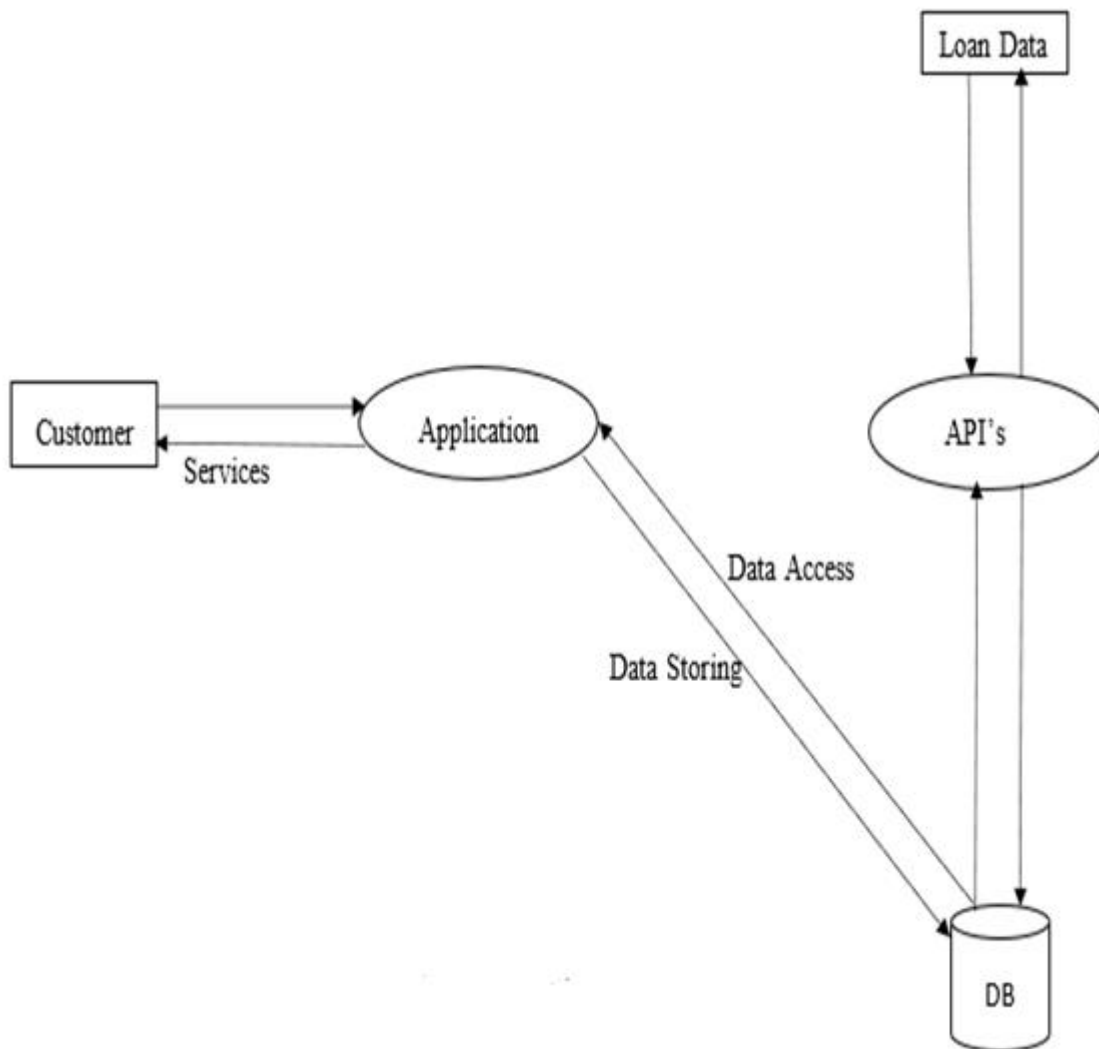 Loan Data
Customer
Application
API's
Services
Data Access
Data Storing
DB